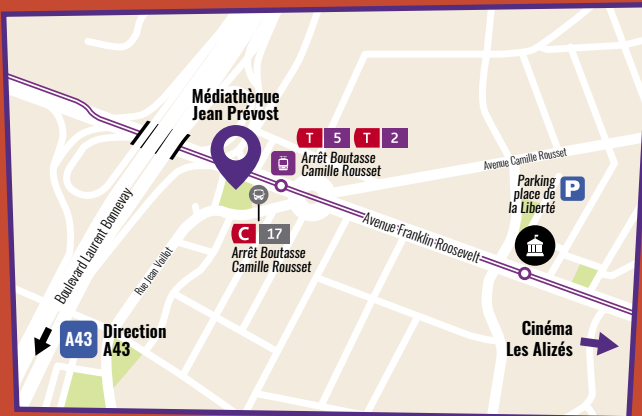 Médiathèque
Jean Prévost
T 5 T 2
Arrêt Boutasse
Camille Rousset
Avenue Camille Rousset
Parking
place de
la Liberté
P
C 17
Arrêt Boutasse
Camille Rousset
Avenue Franklin Roosevelt
Boulevard Laurent Bonnevay
Rue Jean Voillot
A43
Direction
A43
Cinéma
Les Alizés